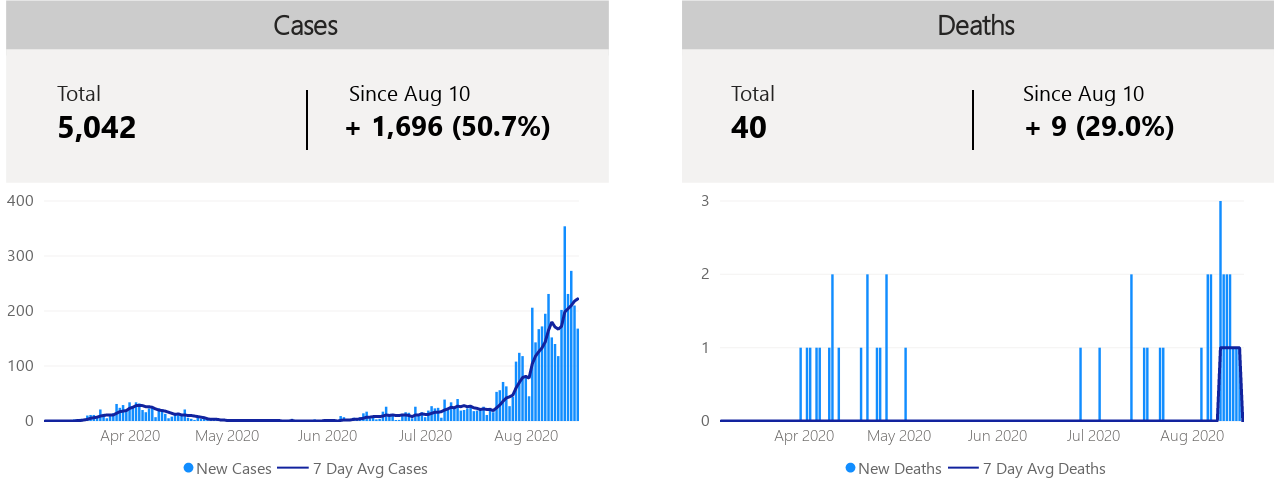 Cases
Total
5,042
Since Aug 10
+ 1,696 (50.7%)
400
300
200
100
0
Apr 2020 May 2020 Jun 2020 Jul 2020 Aug 2020
New Cases 7 Day Avg Cases
Deaths
Total
40
Since Aug 10
+ 9 (29.0%)
3
2
1
0
Apr 2020 May 2020 Jun 2020 Jul 2020 Aug 2020
New Deaths 7 Day Avg Deaths